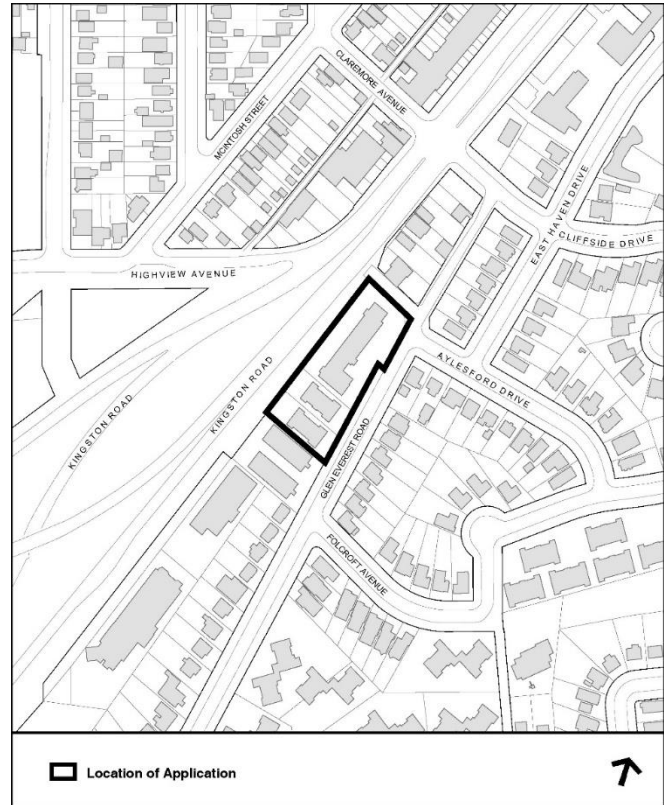 CLAREMORE AVENUE
MCINTOSH STREET
EAST HAVEN DRIVE
CLIFFSIDE DRIVE
HIGHVIEW AVENUE
KINGSTON ROAD
KINGSTON ROAD
AYLESFORD DRIVE
GLEN EVEREST ROAD
FOLCROFT AVENUE
Location of Application